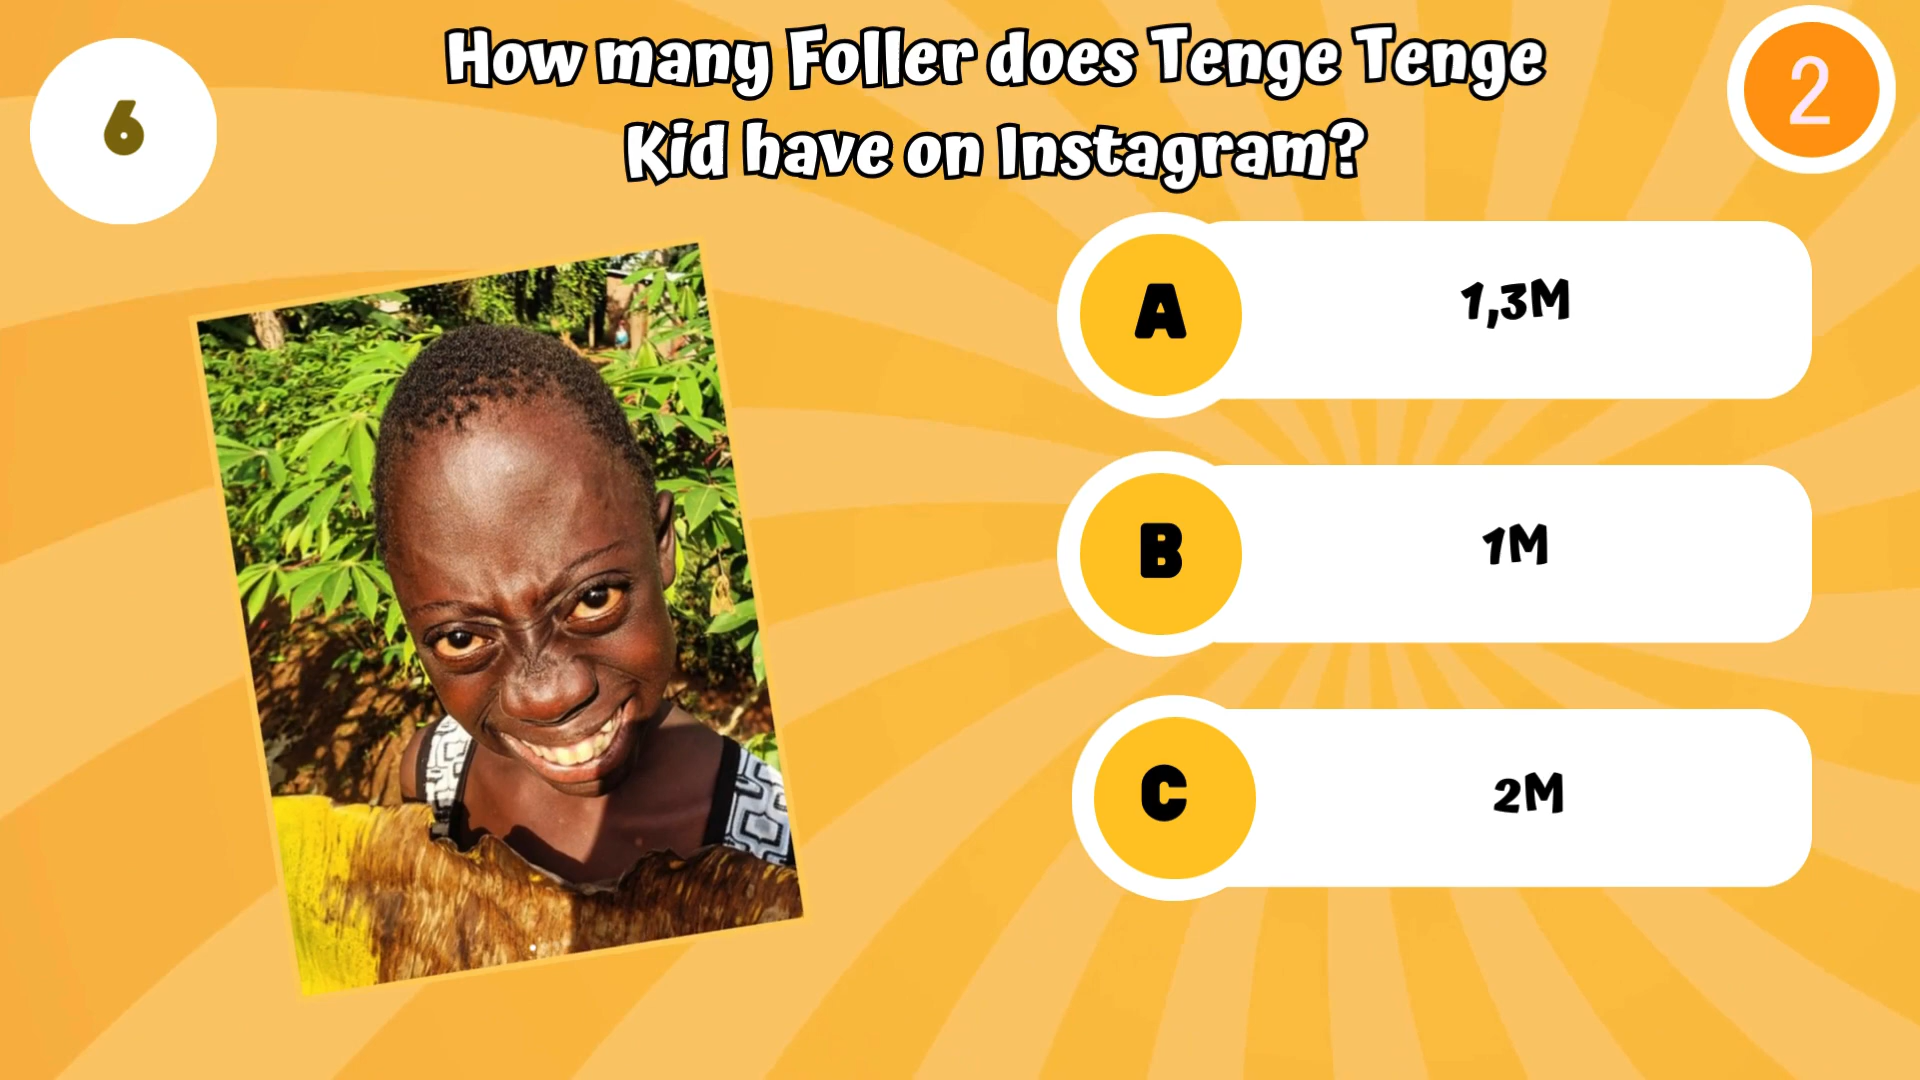 How many Foller does Tenge Tenge
Kid have on Instagram?
6
2
A
1,3M
B
1M
C
2M